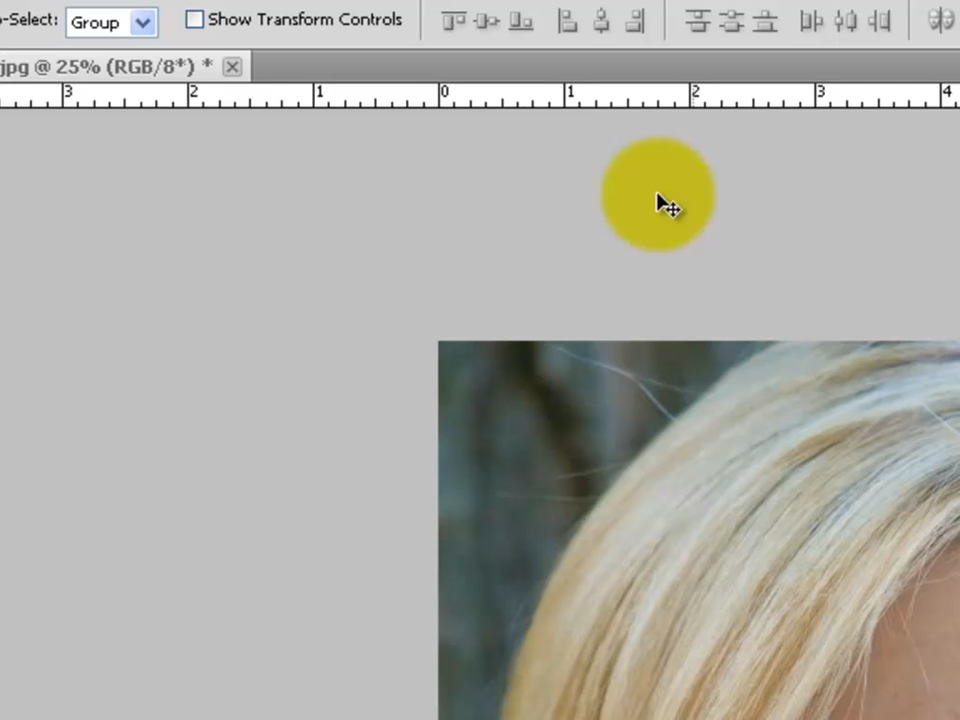 -Select: Group Show Transform Controls
jpg @ 25% (RGB/8*) *
3 2 1 0 1 2 3 4